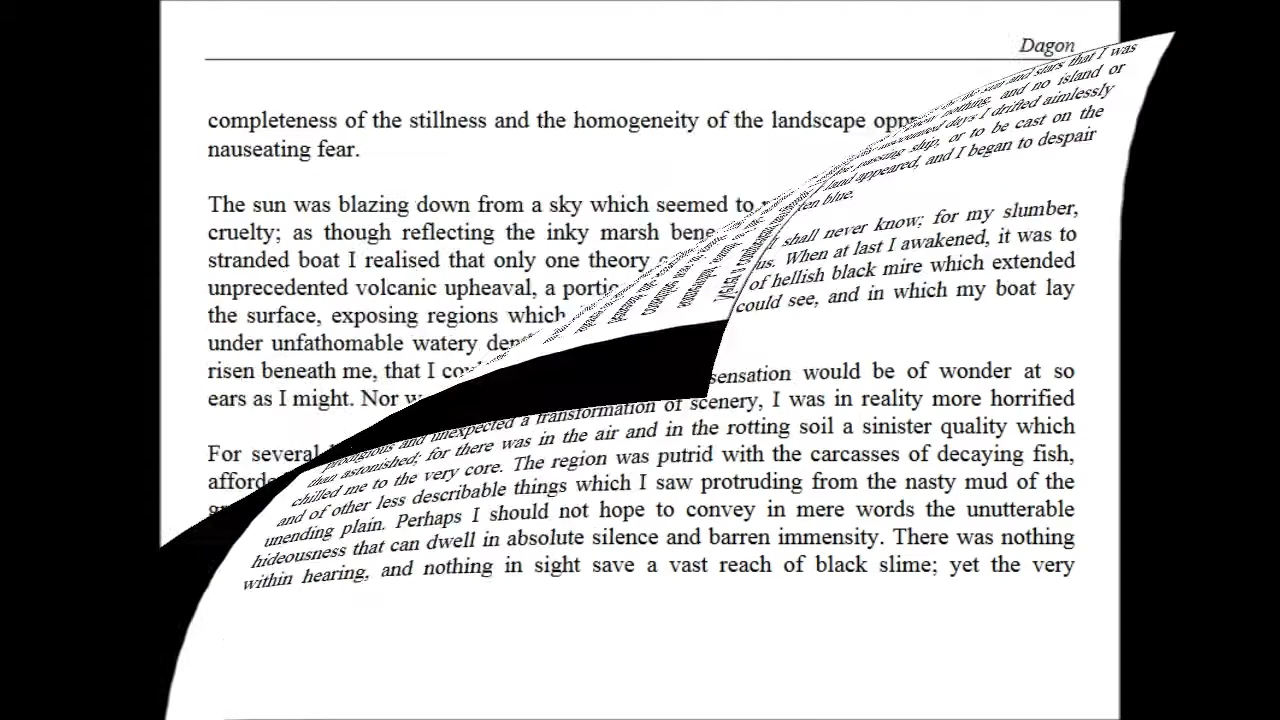 Dagon
completeness of the stillness and the homogeneity of the landscape
nauseating fear.
The sun was blazing down from a sky which seemed to
cruelty; as though reflecting the inky marsh
stranded boat I realised that only one theory
unprecedented volcanic upheaval, a
the surface, exposing regions which
under unfathomable watery
risen beneath me, that I
ears as I might. Nor
For several
sun and stars that I was
nothing, and no island or
uncounted days I drifted aimlessly
passing ship, or to be cast on the
land appeared, and I began to despair
blue.
I shall never know; for my slumber,
When at last I awakened, it was to
of hellish black mire which extended
could see, and in which my boat lay
sensation would be of wonder at so
prodigious and unexpected a transformation of scenery, I was in reality more horrified
than astonished; for there was in the air and in the rotting soil a sinister quality which
chilled me to the very core. The region was putrid with the carcasses of decaying fish,
and of other less describable things which I saw protruding from the nasty mud of the
unending plain. Perhaps I should not hope to convey in mere words the unutterable
hideousness that can dwell in absolute silence and barren immensity. There was nothing
within hearing, and nothing in sight save a vast reach of black slime; yet the very